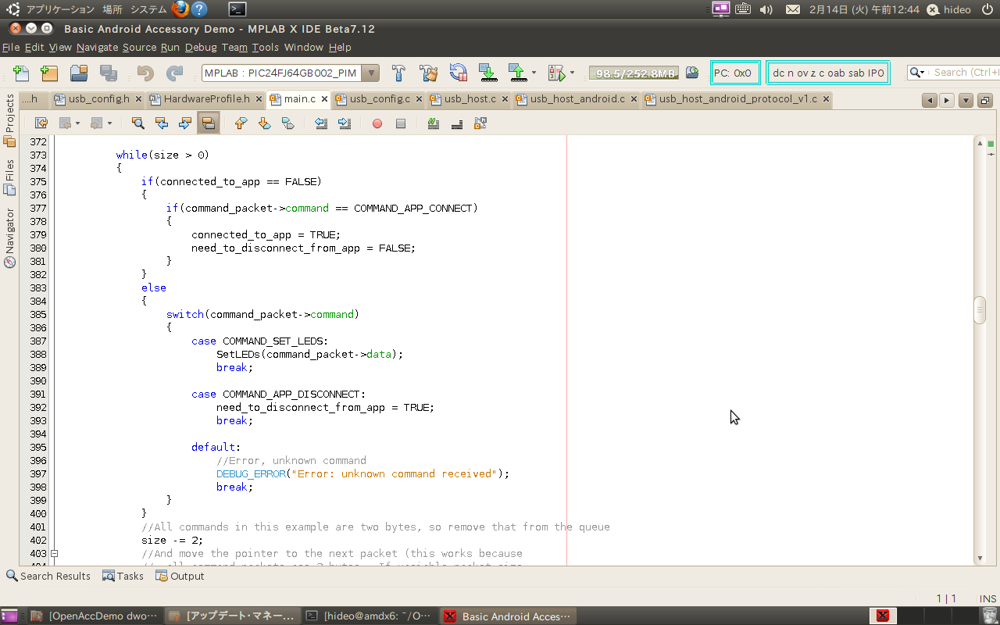 アプリケーション 場所 システム 2月14日 (火) 午前12:44 hideo
Basic Android Accessory Demo - MPLAB X IDE Beta7.12
File Edit View Navigate Source Run Debug Team Tools Window Help
MPLAB : PIC24FJ64GB002_PIM 98.5/252.8MB PC: 0x0 dc n ov z c oab sab IP0 Search (Ctrl+I
....h usb_config.h HardwareProfile.h main.c usb_config.c usb_host.c usb_host_android.c usb_host_android_protocol_v1.c
Projects
Files
Navigator
372
373 while(size > 0)
374 {
375 if(connected_to_app == FALSE)
376 {
377 if(command_packet->command == COMMAND_APP_CONNECT)
378 {
379 connected_to_app = TRUE;
380 need_to_disconnect_from_app = FALSE;
381 }
382 }
383 else
384 {
385 switch(command_packet->command)
386 {
387 case COMMAND_SET_LEDS:
388 SetLEDs(command_packet->data);
389 break;
390
391 case COMMAND_APP_DISCONNECT:
392 need_to_disconnect_from_app = TRUE;
393 break;
394
395 default:
396 //Error, unknown command
397 DEBUG_ERROR("Error: unknown command received");
398 break;
399 }
400 }
401 //All commands in this example are two bytes, so remove that from the queue
402 size -= 2;
403 //And move the pointer to the next packet (this works because
Search Results Tasks Output
1 | 1 INS
[OpenAccDemo dwo... [アップデート・マネー... [hideo@amdx6: ~/O... Basic Android Acces...